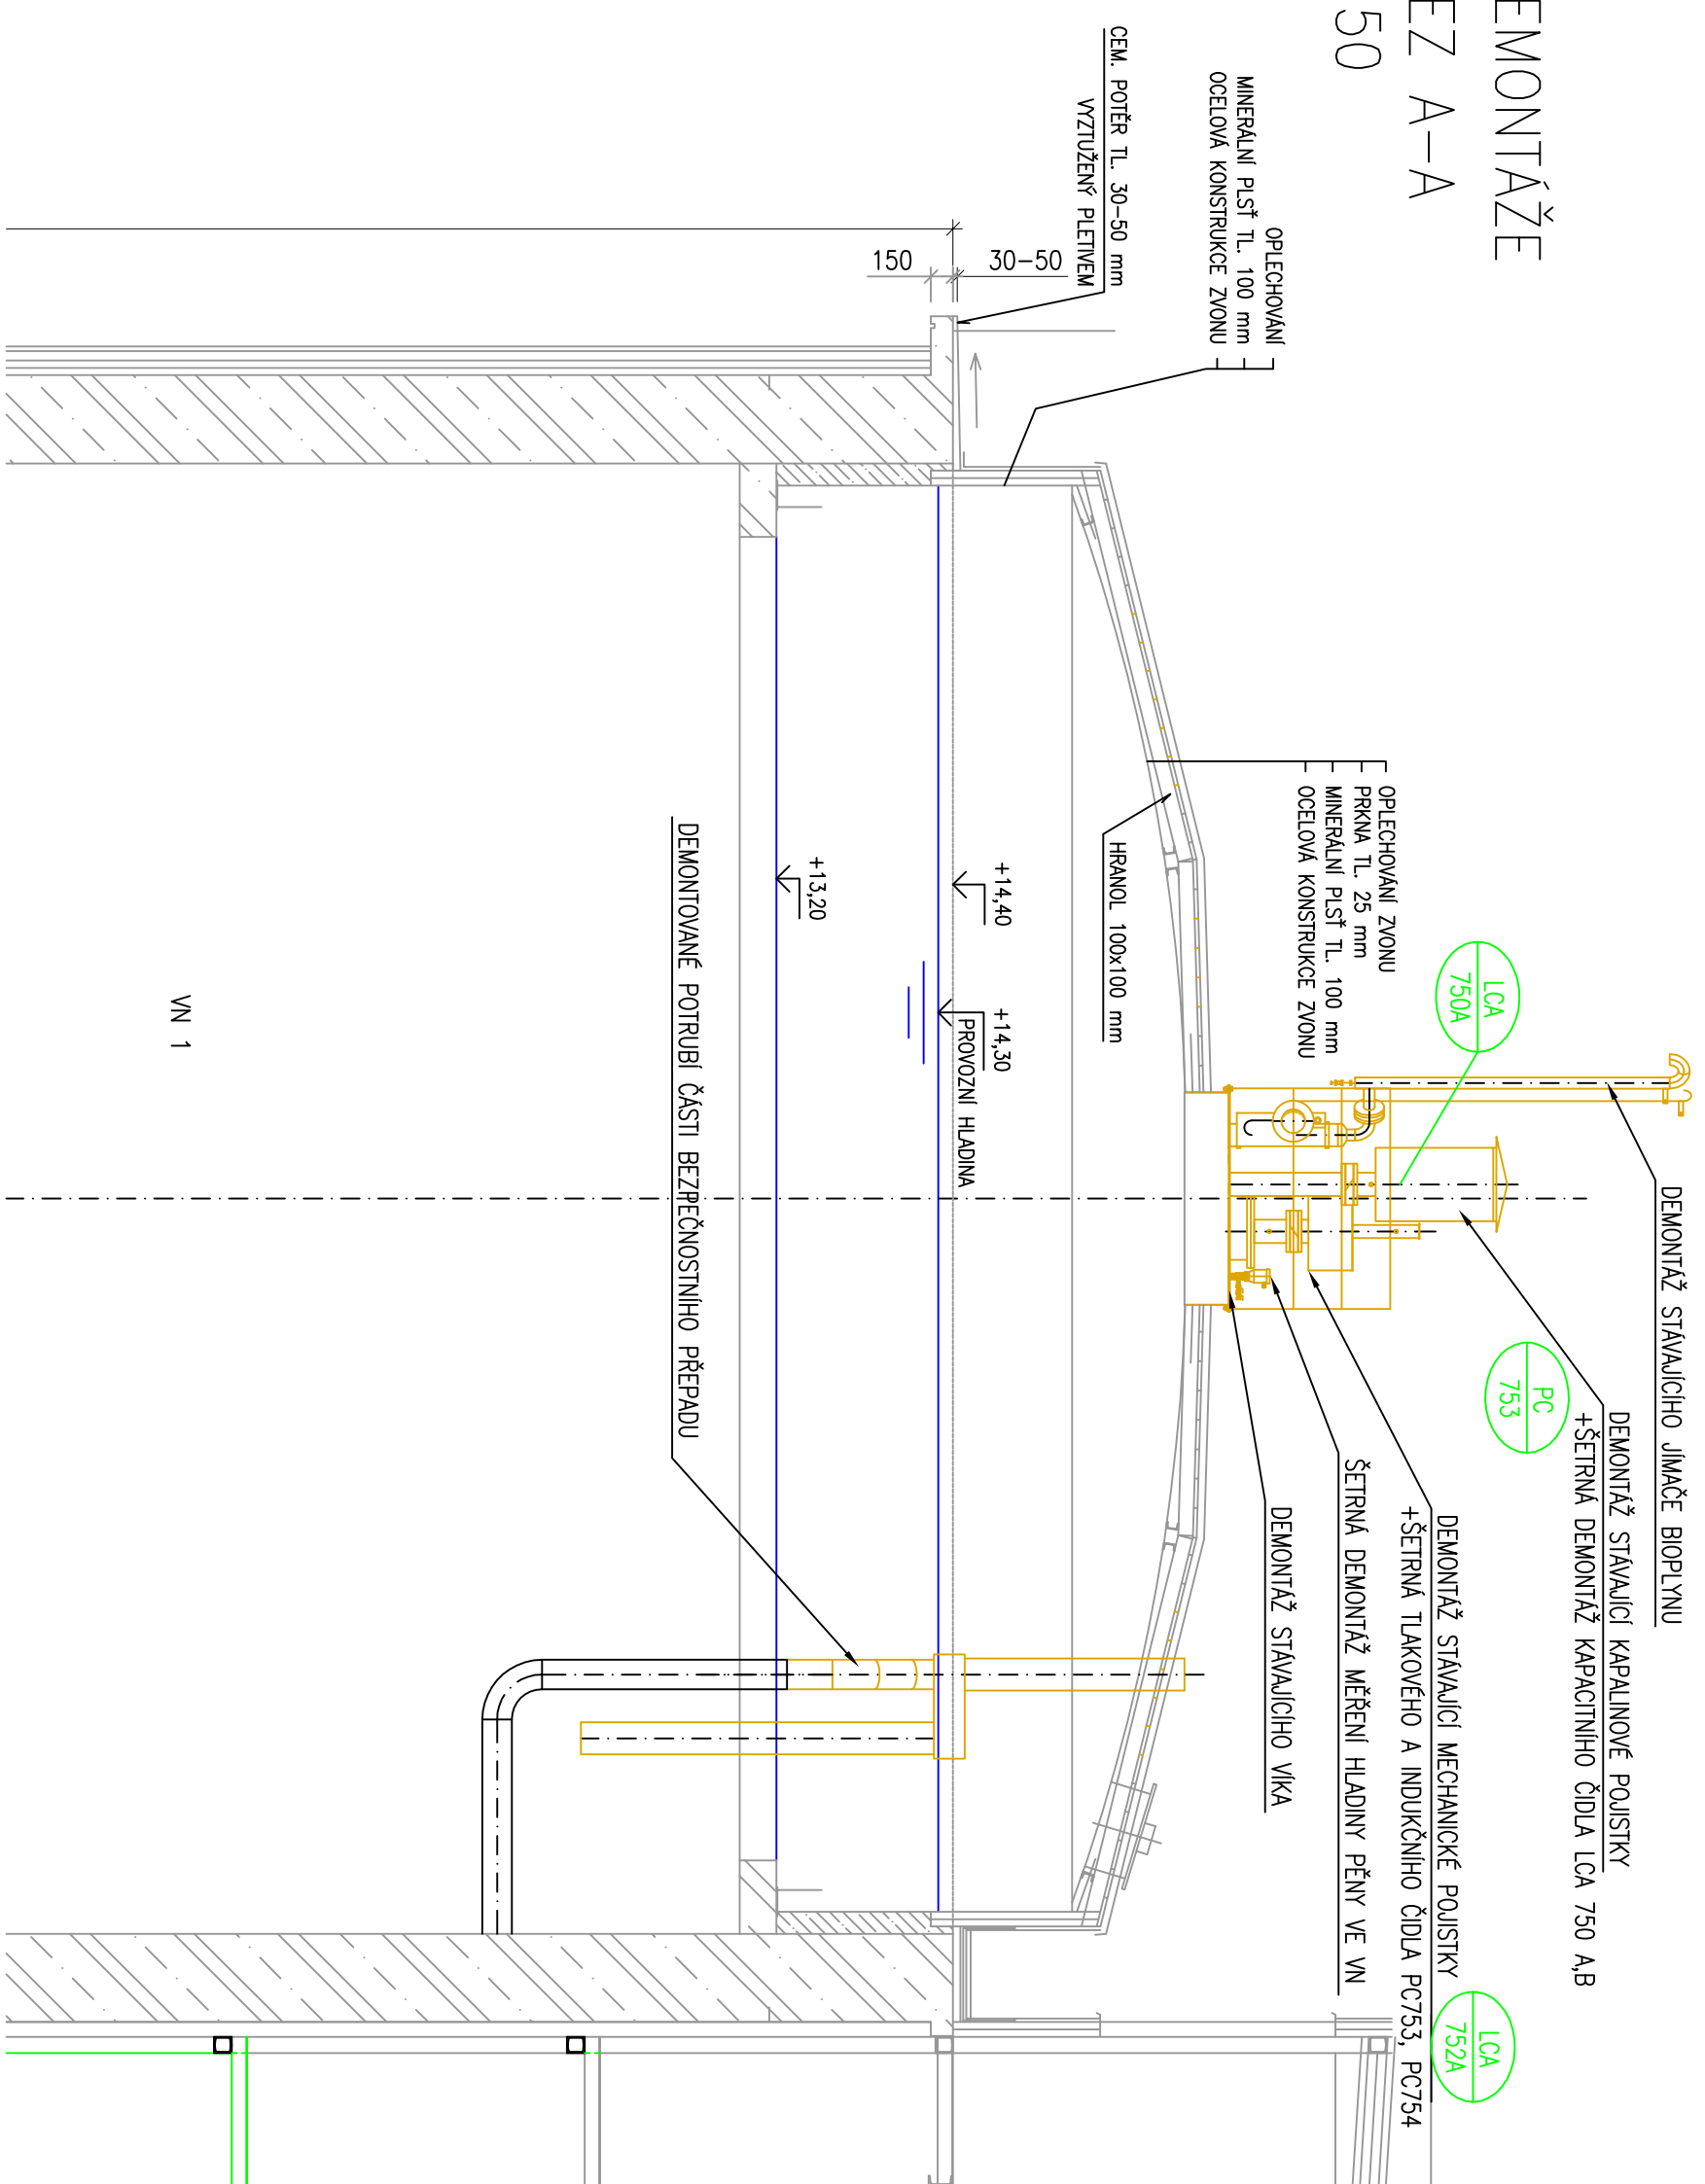 EMONTÁŽE
EZ A-A
50
OPLECHOVÁNÍ
MINERÁLNÍ PLSŤ TL. 100 mm
OCELOVÁ KONSTRUKCE ZVONU
CEM. POTĚR TL. 30-50 mm
VYZTUŽENÝ PLETIVEM
30-50
150
OPLECHOVÁNÍ ZVONU
PRKNA TL. 25 mm
MINERÁLNÍ PLSŤ TL. 100 mm
OCELOVÁ KONSTRUKCE ZVONU
HRANOL 100x100 mm
LCA
750A
DEMONTÁŽ STÁVAJÍCÍHO JÍMAČE BIOPLYNU
DEMONTÁŽ STÁVAJÍCÍ KAPALINOVÉ POJISTKY
+ŠETRNÁ DEMONTÁŽ KAPACITNÍHO ČIDLA LCA 750 A,B
PC
753
DEMONTÁŽ STÁVAJÍCÍ MECHANICKÉ POJISTKY
+ŠETRNÁ TLAKOVÉHO A INDUKČNÍHO ČIDLA PC753, PC754
LCA
752A
ŠETRNÁ DEMONTÁŽ MĚŘENÍ HLADINY PĚNY VE VN
DEMONTÁŽ STÁVAJÍCÍHO VÍKA
+14,40
+14,30
PROVOZNÍ HLADINA
+13,20
DEMONTOVANÉ POTRUBÍ ČÁSTI BEZPEČNOSTNÍHO PŘEPADU
VN 1